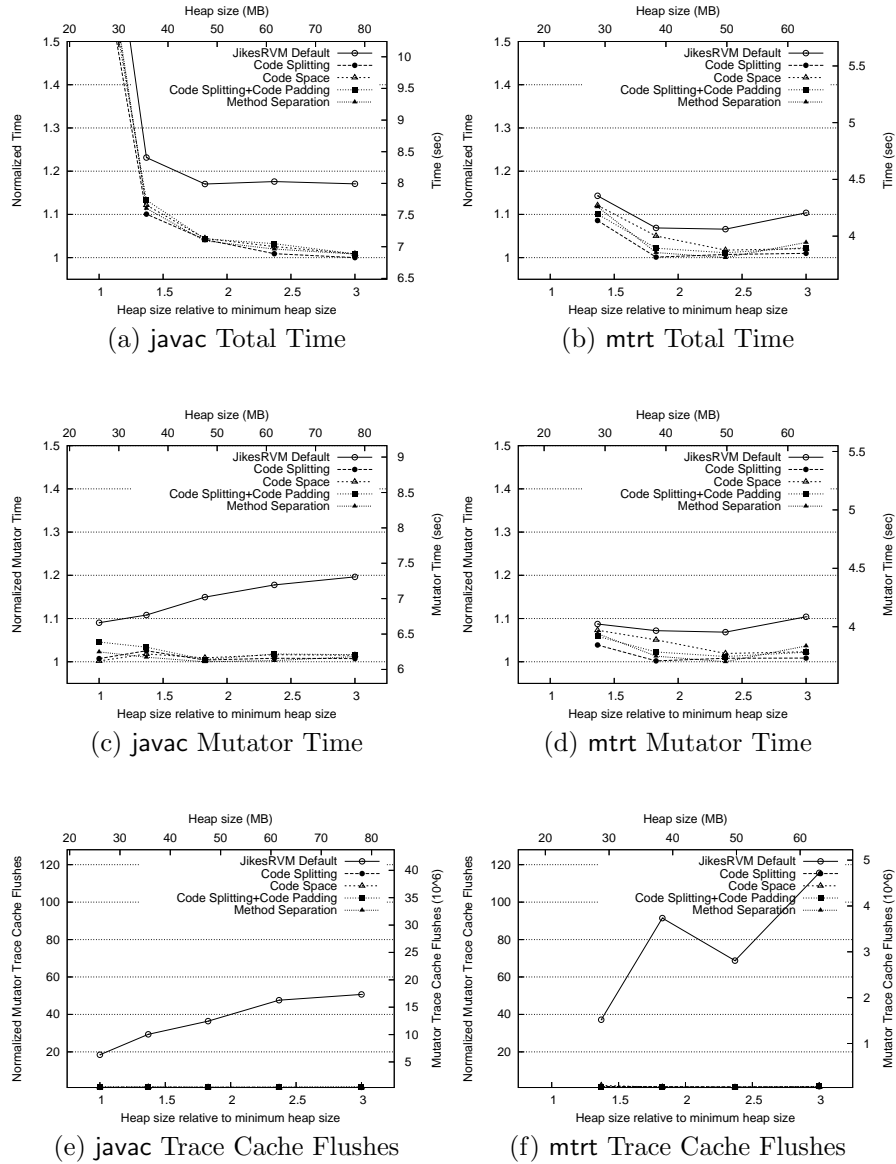 Heap size (MB)
20 30 40 50 60 70 80
1.5
1.4
1.3
1.2
1.1
1
10
9.5
9
8.5
8
7.5
7
6.5
Normalized Time
Time (sec)
JikesRVM Default
Code Splitting
Code Space
Code Splitting+Code Padding
Method Separation
1 1.5 2 2.5 3
Heap size relative to minimum heap size
(a) javac Total Time
Heap size (MB)
20 30 40 50 60
1.5
1.4
1.3
1.2
1.1
1
5.5
5
4.5
4
Normalized Time
Time (sec)
JikesRVM Default
Code Splitting
Code Space
Code Splitting+Code Padding
Method Separation
1 1.5 2 2.5 3
Heap size relative to minimum heap size
(b) mtrt Total Time
Heap size (MB)
20 30 40 50 60 70 80
1.5
1.4
1.3
1.2
1.1
1
9
8.5
8
7.5
7
6.5
6
Normalized Mutator Time
Mutator Time (sec)
JikesRVM Default
Code Splitting
Code Space
Code Splitting+Code Padding
Method Separation
1 1.5 2 2.5 3
Heap size relative to minimum heap size
(c) javac Mutator Time
Heap size (MB)
20 30 40 50 60
1.5
1.4
1.3
1.2
1.1
1
5.5
5
4.5
4
Normalized Mutator Time
Mutator Time (sec)
JikesRVM Default
Code Splitting
Code Space
Code Splitting+Code Padding
Method Separation
1 1.5 2 2.5 3
Heap size relative to minimum heap size
(d) mtrt Mutator Time
Heap size (MB)
20 30 40 50 60 70 80
120
100
80
60
40
20
40
35
30
25
20
15
10
5
Normalized Mutator Trace Cache Flushes
Mutator Trace Cache Flushes (10^6)
JikesRVM Default
Code Splitting
Code Space
Code Splitting+Code Padding
Method Separation
1 1.5 2 2.5 3
Heap size relative to minimum heap size
(e) javac Trace Cache Flushes
Heap size (MB)
20 30 40 50 60
120
100
80
60
40
20
5
4
3
2
1
Normalized Mutator Trace Cache Flushes
Mutator Trace Cache Flushes (10^6)
JikesRVM Default
Code Splitting
Code Space
Code Splitting+Code Padding
Method Separation
1 1.5 2 2.5 3
Heap size relative to minimum heap size
(f) mtrt Trace Cache Flushes